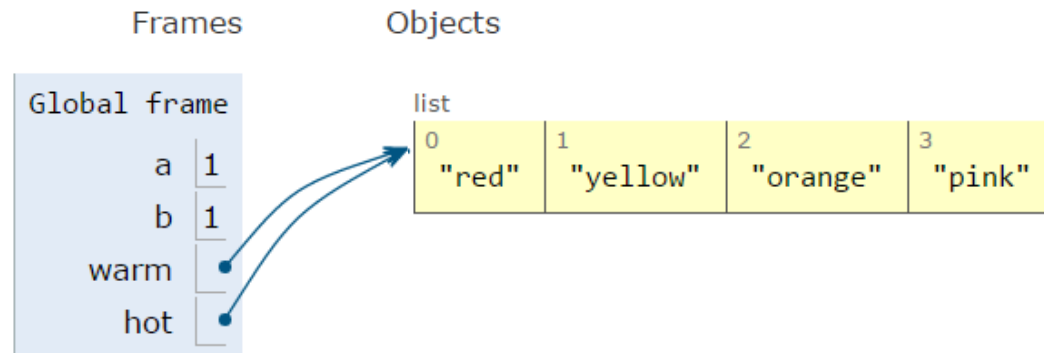 Frames Objects
Global frame
list
a 1
0 1 2 3
"red" "yellow" "orange" "pink"
b 1
warm
hot